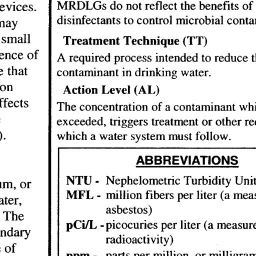 evices.
may
small
ence of
e that
on
ffects
).
um, or
ater,
The
ndary
e of
MRDLGs do not reflect the benefits of
disinfectants to control microbial conta
Treatment Technique (TT)
A required process intended to reduce t
contaminant in drinking water.
Action Level (AL)
The concentration of a contaminant whi
exceeded, triggers treatment or other re
which a water system must follow.
ABBREVIATIONS
NTU - Nephelometric Turbidity Unit
MFL - million fibers per liter (a meas
asbestos)
pCi/L - picocuries per liter (a measure
radioactivity)
ppm - parts per million, or milligram